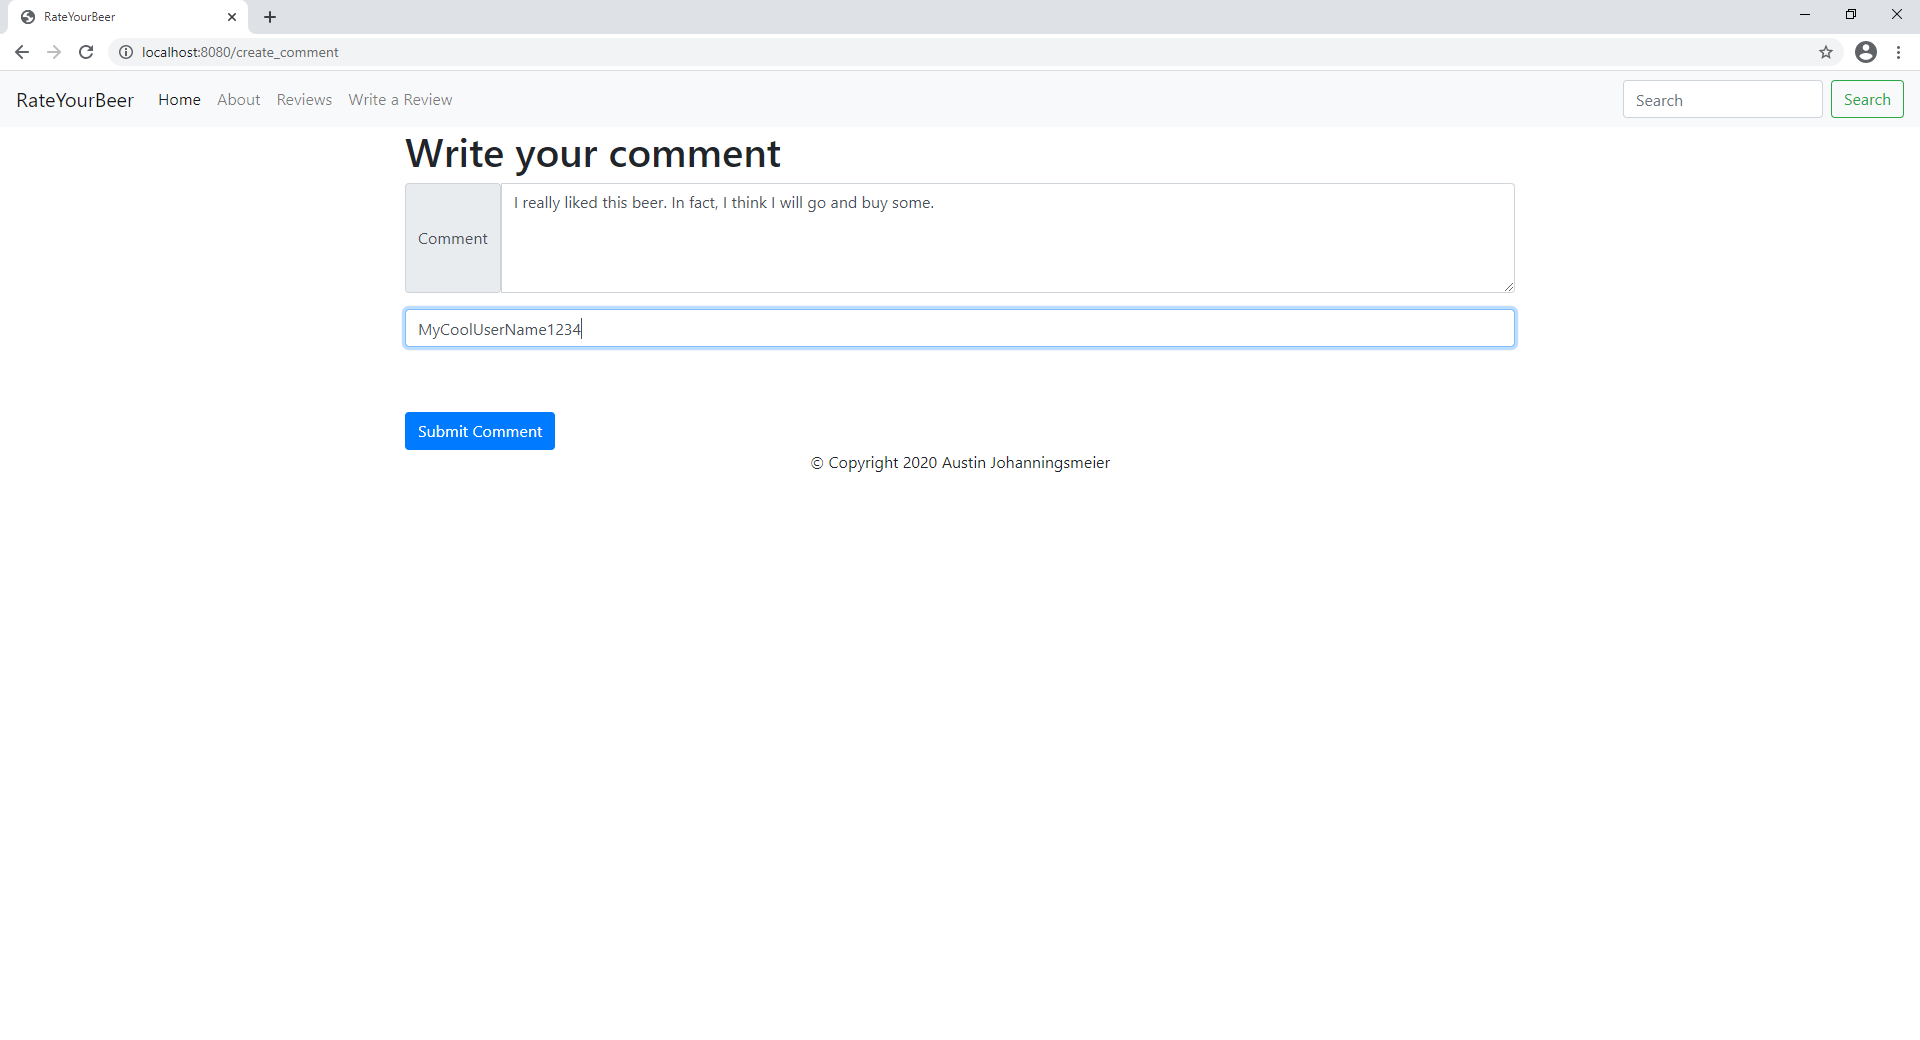 RateYourBeer
localhost:8080/create_comment
RateYourBeer Home About Reviews Write a Review Search Search
Write your comment
I really liked this beer. In fact, I think I will go and buy some.
Comment
MyCoolUserName1234
Submit Comment
© Copyright 2020 Austin Johanningsmeier